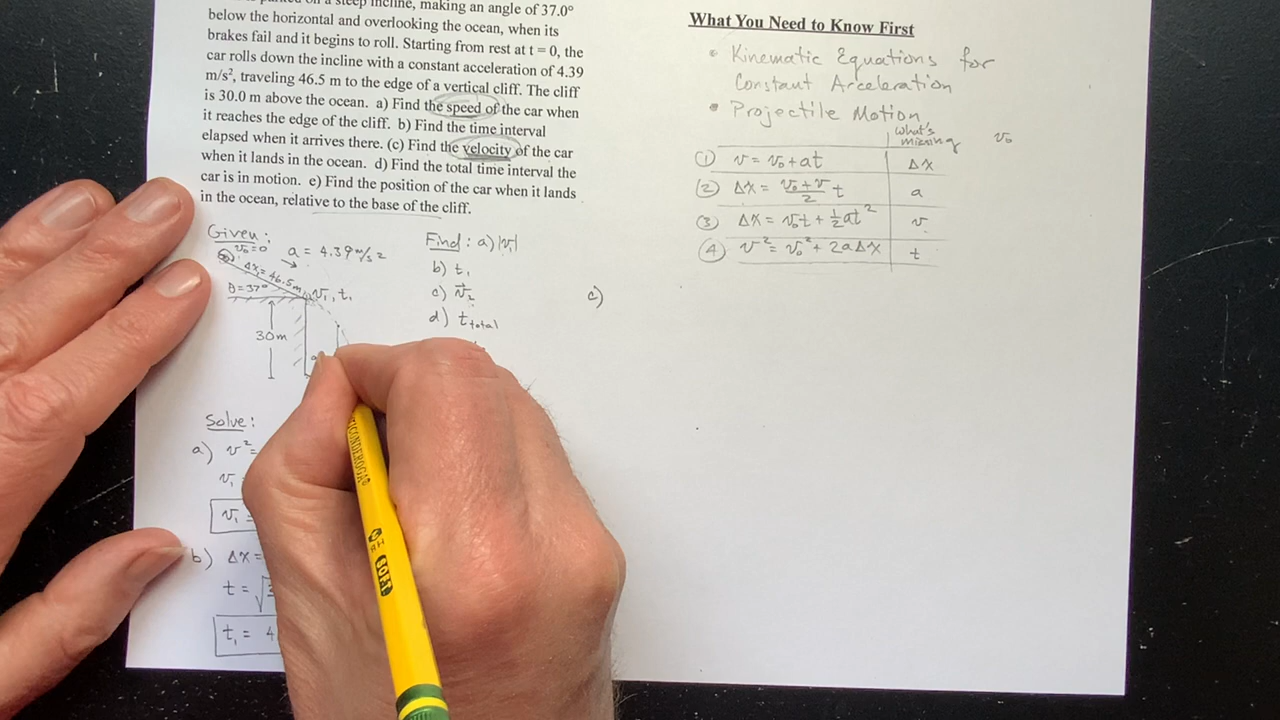 on a steep incline, making an angle of 37.0°
below the horizontal and overlooking the ocean, when its
brakes fail and it begins to roll. Starting from rest at t = 0, the
car rolls down the incline with a constant acceleration of 4.39
m/s², traveling 46.5 m to the edge of a vertical cliff. The cliff
is 30.0 m above the ocean. a) Find the speed of the car when
it reaches the edge of the cliff. b) Find the time interval
elapsed when it arrives there. (c) Find the velocity of the car
when it lands in the ocean. d) Find the total time interval the
car is in motion. e) Find the position of the car when it lands
in the ocean, relative to the base of the cliff.
Given:
v₀=0
a = 4.39 m/s²
Δx₁=46.5m
θ=37°
v₁, t₁
30m
Find: a) |v|
b) t₁
c) v⃗₂
d) t total
Solve:
a) v²=
v₁
v₁ =
b) Δx=
t = √
t₁ = 4
c)
What You Need to Know First
• Kinematic Equations for
Constant Acceleration
• Projectile Motion
what's
missing
v₀
① v = v₀+at Δx
(2) Δx = (v₀+v)/2 t a
③ Δx = v₀t + ½at² v
④ v² = v₀² + 2aΔx t
TICONDEROGA®
SOFT